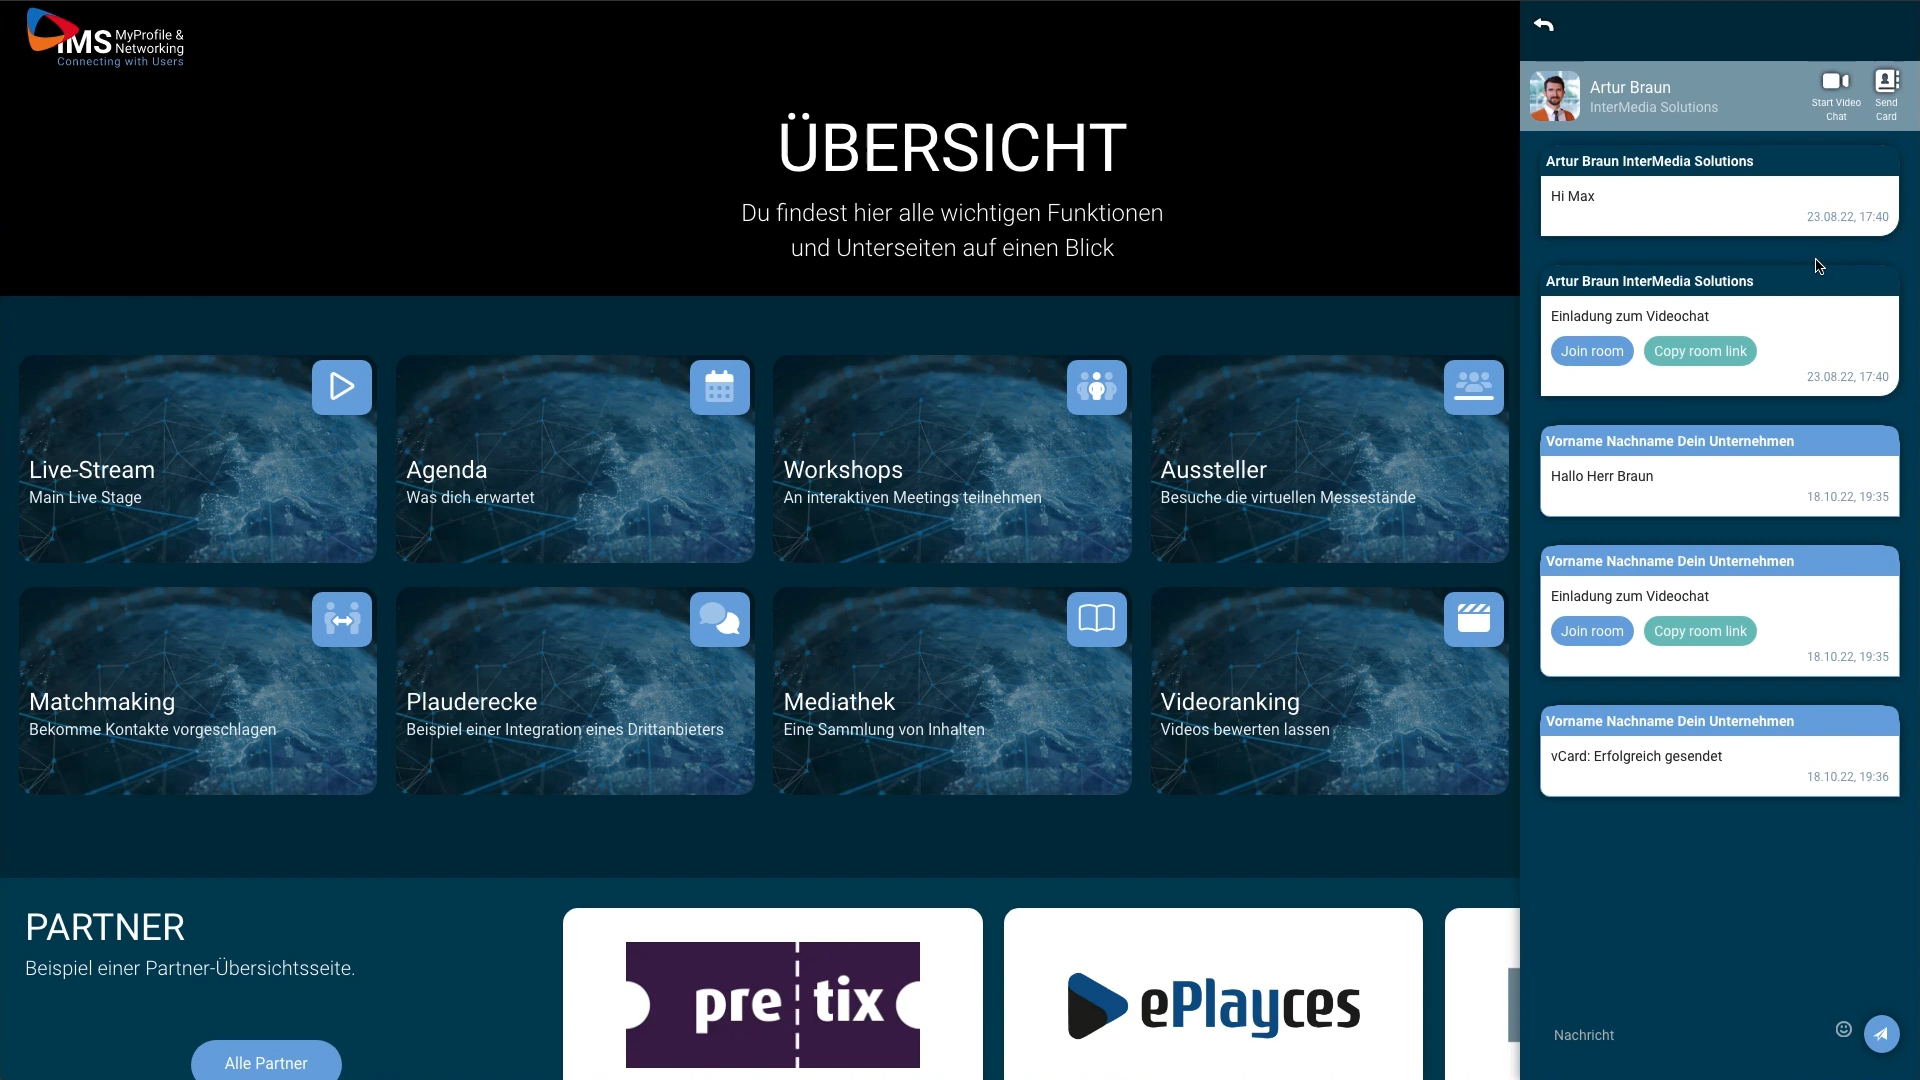 IMS MyProfile &
Networking
Connecting with Users
ÜBERSICHT
Du findest hier alle wichtigen Funktionen
und Unterseiten auf einen Blick
Live-Stream
Main Live Stage
Agenda
Was dich erwartet
Workshops
An interaktiven Meetings teilnehmen
Aussteller
Besuche die virtuellen Messestände
Matchmaking
Bekomme Kontakte vorgeschlagen
Plauderecke
Beispiel einer Integration eines Drittanbieters
Mediathek
Eine Sammlung von Inhalten
Videoranking
Videos bewerten lassen
PARTNER
Beispiel einer Partner-Übersichtsseite.
Alle Partner
pretix
ePlayces
Artur Braun
InterMedia Solutions
Start Video
Chat
Send
Card
Artur Braun InterMedia Solutions
Hi Max
23.08.22, 17:40
Artur Braun InterMedia Solutions
Einladung zum Videochat
Join room Copy room link
23.08.22, 17:40
Vorname Nachname Dein Unternehmen
Hallo Herr Braun
18.10.22, 19:35
Vorname Nachname Dein Unternehmen
Einladung zum Videochat
Join room Copy room link
18.10.22, 19:35
Vorname Nachname Dein Unternehmen
vCard: Erfolgreich gesendet
18.10.22, 19:36
Nachricht